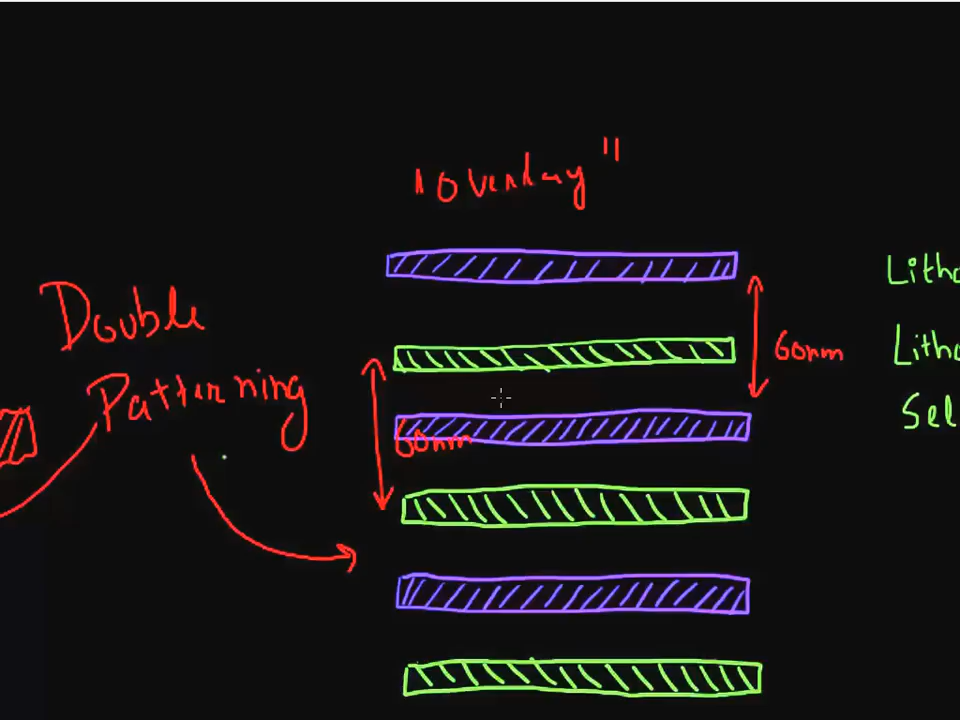 "Overlay"
Double
Patterning
60nm
60nm
Litho
Litho
Sel